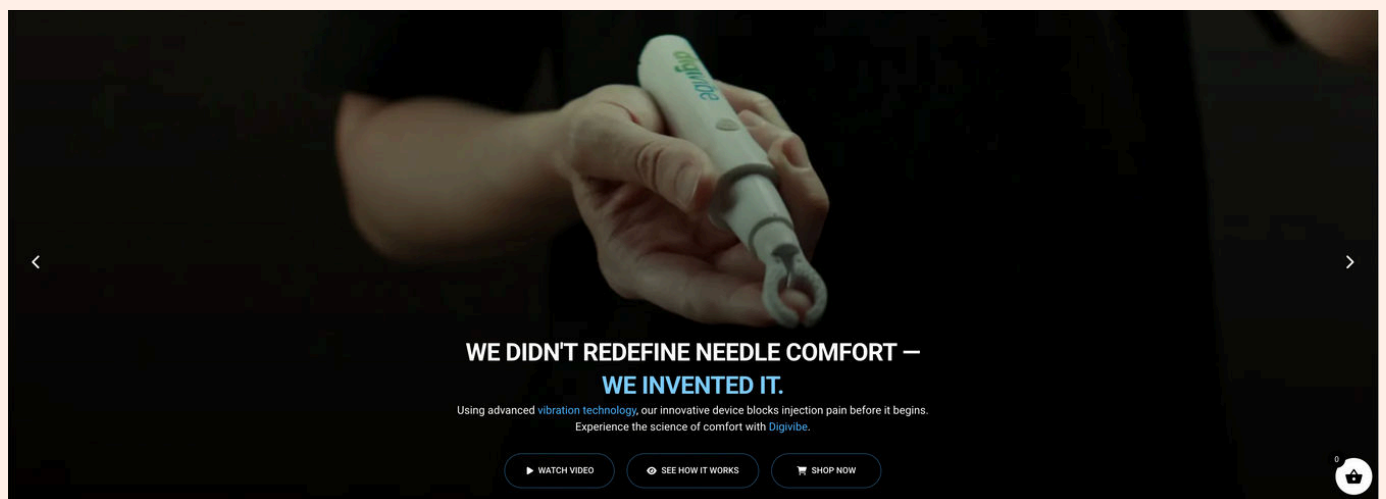 digivibe
WE DIDN'T REDEFINE NEEDLE COMFORT —
WE INVENTED IT.
Using advanced vibration technology, our innovative device blocks injection pain before it begins.
Experience the science of comfort with Digivibe.
WATCH VIDEO
SEE HOW IT WORKS
SHOP NOW
0